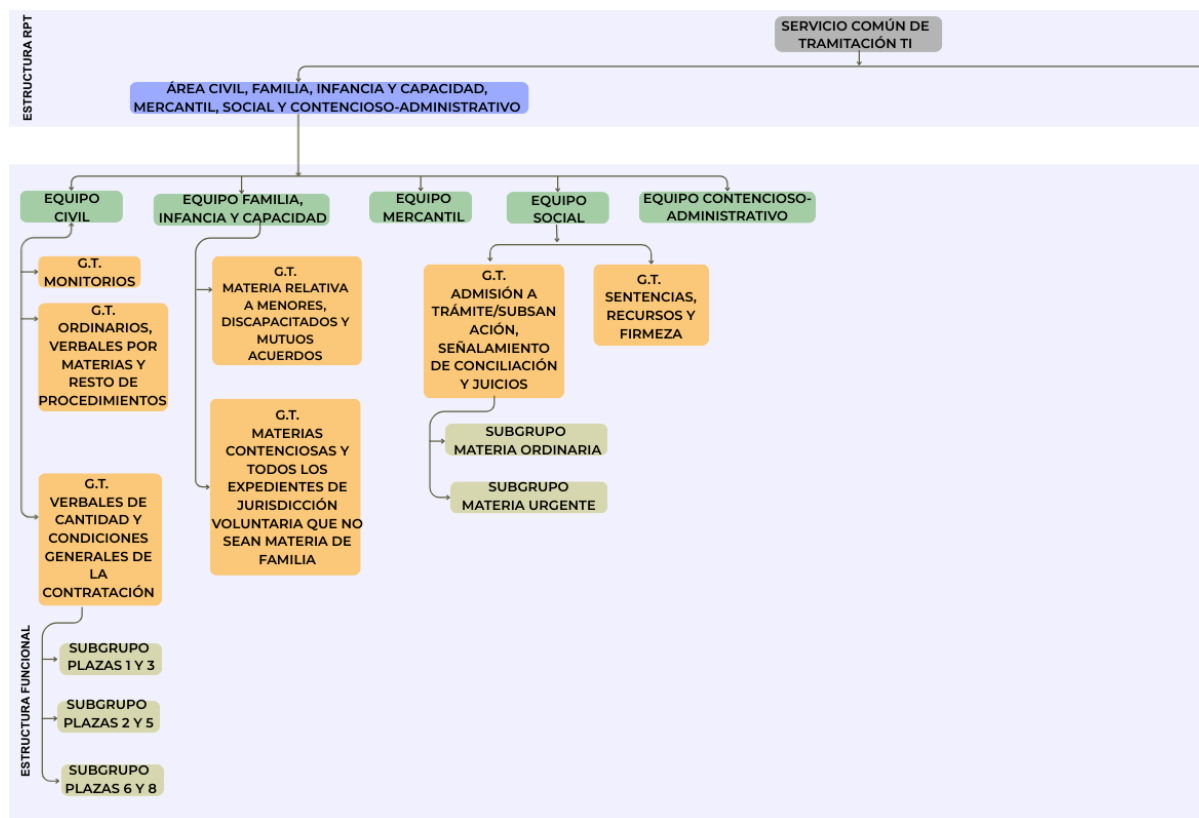 ESTRUCTURA RPT
SERVICIO COMÚN DE
TRAMITACIÓN TI
ÁREA CIVIL, FAMILIA, INFANCIA Y CAPACIDAD,
MERCANTIL, SOCIAL Y CONTENCIOSO-ADMINISTRATIVO
ESTRUCTURA FUNCIONAL
EQUIPO
CIVIL
G.T.
MONITORIOS
G.T.
ORDINARIOS,
VERBALES POR
MATERIAS Y
RESTO DE
PROCEDIMIENTOS
G.T.
VERBALES DE
CANTIDAD Y
CONDICIONES
GENERALES DE
LA
CONTRATACIÓN
SUBGRUPO
PLAZAS 1 Y 3
SUBGRUPO
PLAZAS 2 Y 5
SUBGRUPO
PLAZAS 6 Y 8
EQUIPO FAMILIA,
INFANCIA Y CAPACIDAD
G.T.
MATERIA RELATIVA
A MENORES,
DISCAPACITADOS Y
MUTUOS
ACUERDOS
G.T.
MATERIAS
CONTENCIOSAS Y
TODOS LOS
EXPEDIENTES DE
JURISDICCIÓN
VOLUNTARIA QUE NO
SEAN MATERIA DE
FAMILIA
EQUIPO
MERCANTIL
EQUIPO
SOCIAL
G.T.
ADMISIÓN A
TRÁMITE/SUBSAN
ACIÓN,
SEÑALAMIENTO
DE CONCILIACIÓN
Y JUICIOS
SUBGRUPO
MATERIA ORDINARIA
SUBGRUPO
MATERIA URGENTE
G.T.
SENTENCIAS,
RECURSOS Y
FIRMEZA
EQUIPO CONTENCIOSO-
ADMINISTRATIVO